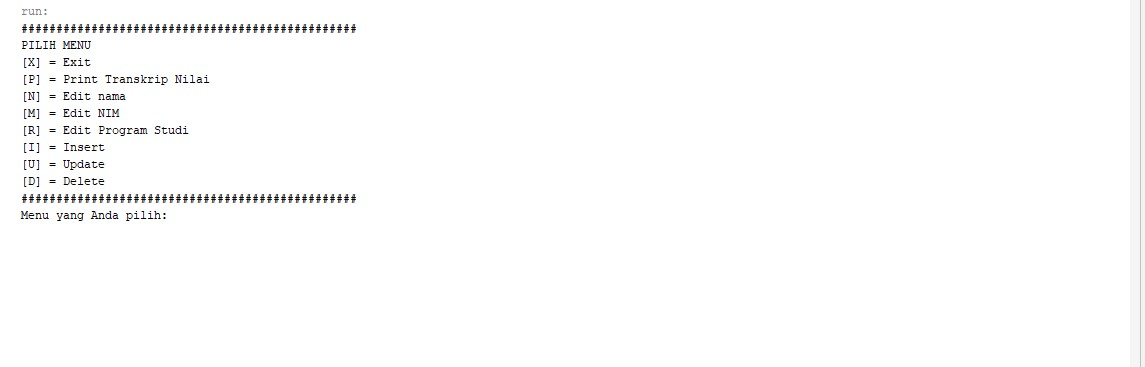 run:
################################################
PILIH MENU
[X] = Exit
[P] = Print Transkrip Nilai
[N] = Edit nama
[M] = Edit NIM
[R] = Edit Program Studi
[I] = Insert
[U] = Update
[D] = Delete
################################################
Menu yang Anda pilih: